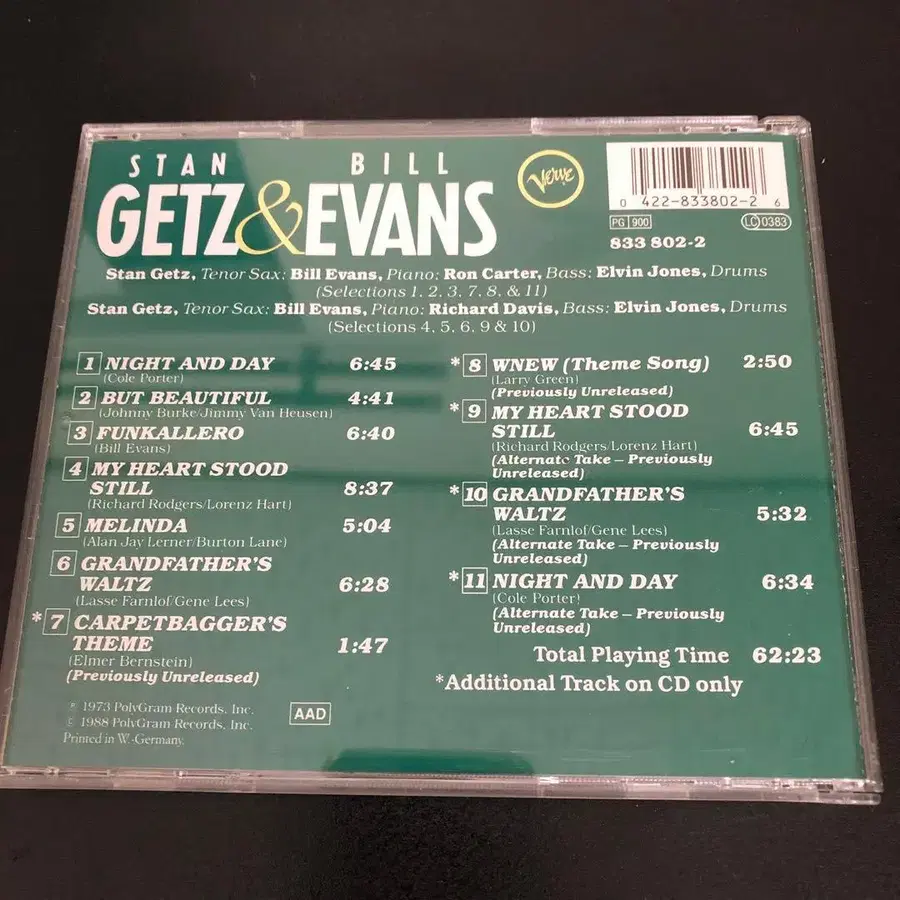 STAN BILL
GETZ & EVANS
Verve
0 422-833802-2 6
PG 900
LC 0383
833 802-2
Stan Getz, Tenor Sax: Bill Evans, Piano: Ron Carter, Bass: Elvin Jones, Drums
(Selections 1, 2, 3, 7, 8, & 11)
Stan Getz, Tenor Sax: Bill Evans, Piano: Richard Davis, Bass: Elvin Jones, Drums
(Selections 4, 5, 6, 9 & 10)
1 NIGHT AND DAY 6:45
(Cole Porter)
2 BUT BEAUTIFUL 4:41
(Johnny Burke/Jimmy Van Heusen)
3 FUNKALLERO 6:40
(Bill Evans)
4 MY HEART STOOD
STILL 8:37
(Richard Rodgers/Lorenz Hart)
5 MELINDA 5:04
(Alan Jay Lerner/Burton Lane)
6 GRANDFATHER'S
WALTZ 6:28
(Lasse Farnlof/Gene Lees)
*7 CARPETBAGGER'S
THEME 1:47
(Elmer Bernstein)
(Previously Unreleased)
*8 WNEW (Theme Song) 2:50
(Larry Green)
(Previously Unreleased)
*9 MY HEART STOOD
STILL 6:45
(Richard Rodgers/Lorenz Hart)
(Alternate Take – Previously
Unreleased)
*10 GRANDFATHER'S
WALTZ 5:32
(Lasse Farnlof/Gene Lees)
(Alternate Take – Previously
Unreleased)
*11 NIGHT AND DAY 6:34
(Cole Porter)
(Alternate Take – Previously
Unreleased)
Total Playing Time 62:23
*Additional Track on CD only
℗ 1973 PolyGram Records, Inc.
© 1988 PolyGram Records, Inc.
Printed in W.-Germany.
AAD